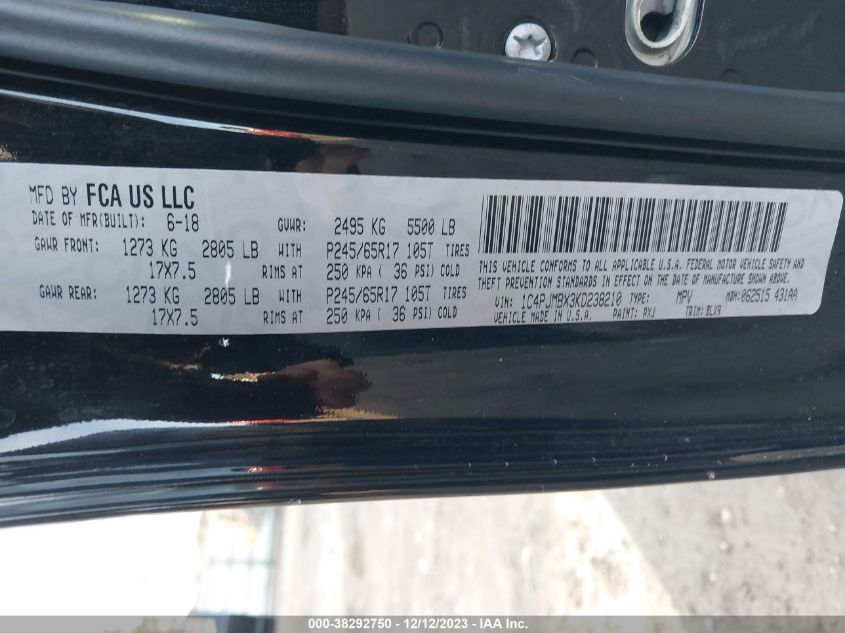 MFD BY FCA US LLC
DATE OF MFR(BUILT): 6-18 GVWR: 2495 KG 5500 LB
GAWR FRONT: 1273 KG 2805 LB WITH P245/65R17 105T TIRES
17X7.5 RIMS AT 250 KPA ( 36 PSI) COLD
GAWR REAR: 1273 KG 2805 LB WITH P245/65R17 105T TIRES
17X7.5 RIMS AT 250 KPA ( 36 PSI) COLD
THIS VEHICLE CONFORMS TO ALL APPLICABLE U.S.A. FEDERAL MOTOR VEHICLE SAFETY AND
THEFT PREVENTION STANDARDS IN EFFECT ON THE DATE OF MANUFACTURE SHOWN ABOVE.
VIN: 1C4PJMBX3KD238210 TYPE: MPV MDH:062515 431AA
VEHICLE MADE IN U.S.A. PAINT: PXJ TRIM: BLX9
000-38292750 - 12/12/2023 - IAA Inc.